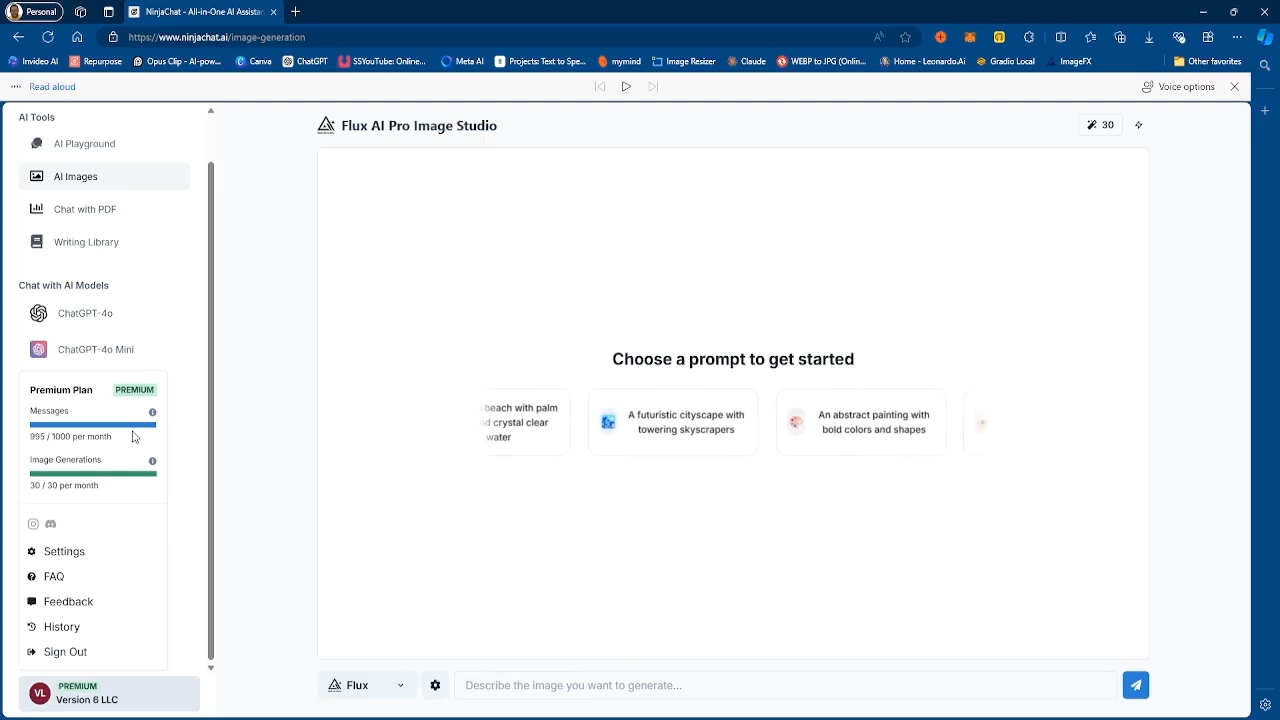 Personal
NinjaChat - All-in-One AI Assistan
https://www.ninjachat.ai/image-generation
Invideo AI
Repurpose
Opus Clip - AI-pow...
Canva
ChatGPT
SSYouTube: Online...
Meta AI
Projects: Text to Spe...
mymind
Image Resizer
Claude
WEBP to JPG (Onlin...
Home - Leonardo.Ai
Gradio Local
ImageFX
Other favorites
Read aloud
Voice options
AI Tools
AI Playground
AI Images
Chat with PDF
Writing Library
Chat with AI Models
ChatGPT-4o
ChatGPT-4o Mini
Premium Plan
PREMIUM
Messages
995 / 1000 per month
Image Generations
30 / 30 per month
Settings
FAQ
Feedback
History
Sign Out
VL
PREMIUM
Version 6 LLC
Flux AI Pro Image Studio
30
Choose a prompt to get started
beach with palm
nd crystal clear
water
A futuristic cityscape with
towering skyscrapers
An abstract painting with
bold colors and shapes
Flux
Describe the image you want to generate...